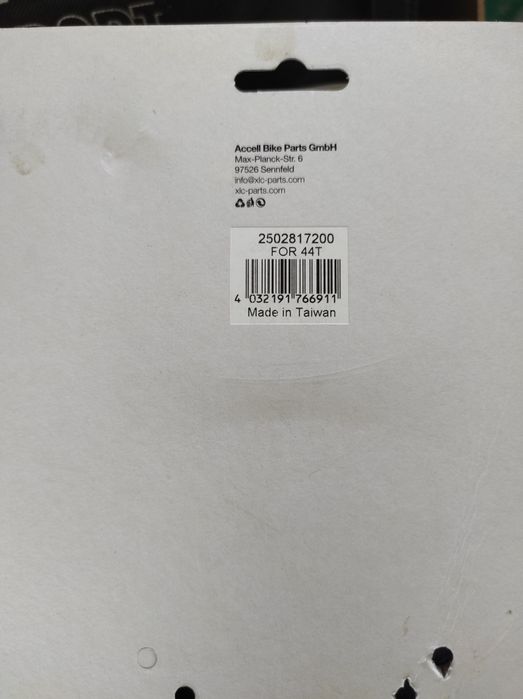 PORT
Accell Bike Parts GmbH
Max-Planck-Str. 6
97526 Sennfeld
info@xlc-parts.com
xlc-parts.com
2502817200
FOR 44T
4 032191 766911
Made in Taiwan